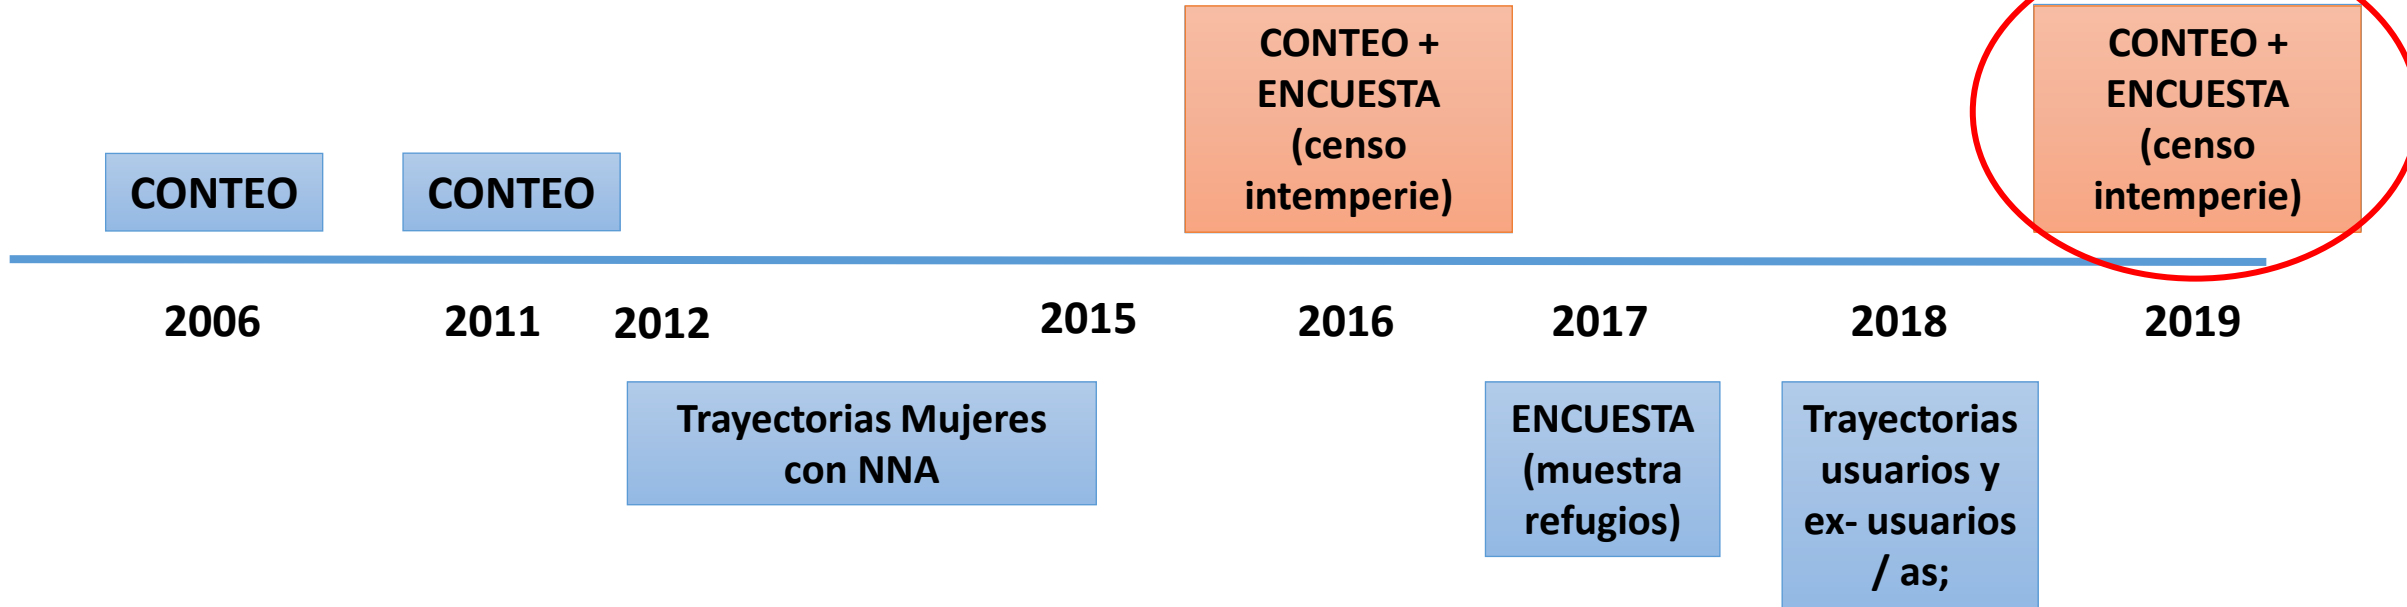 CONTEO
CONTEO
CONTEO +
ENCUESTA
(censo
intemperie)
CONTEO +
ENCUESTA
(censo
intemperie)
2006
2011
2012
2015
2016
2017
2018
2019
Trayectorias Mujeres
con NNA
ENCUESTA
(muestra
refugios)
Trayectorias
usuarios y
ex- usuarios
/ as;